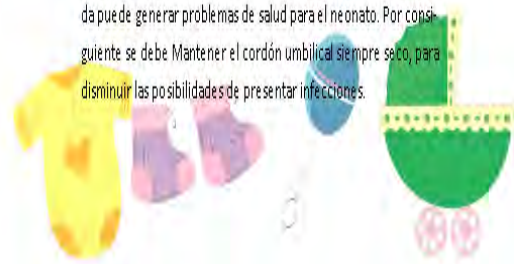 da puede generar problemas de salud para el neonato. Por consi-
guiente se debe Mantener el cordón umbilical siempre seco, para
disminuir las posibilidades de presentar infecciones.